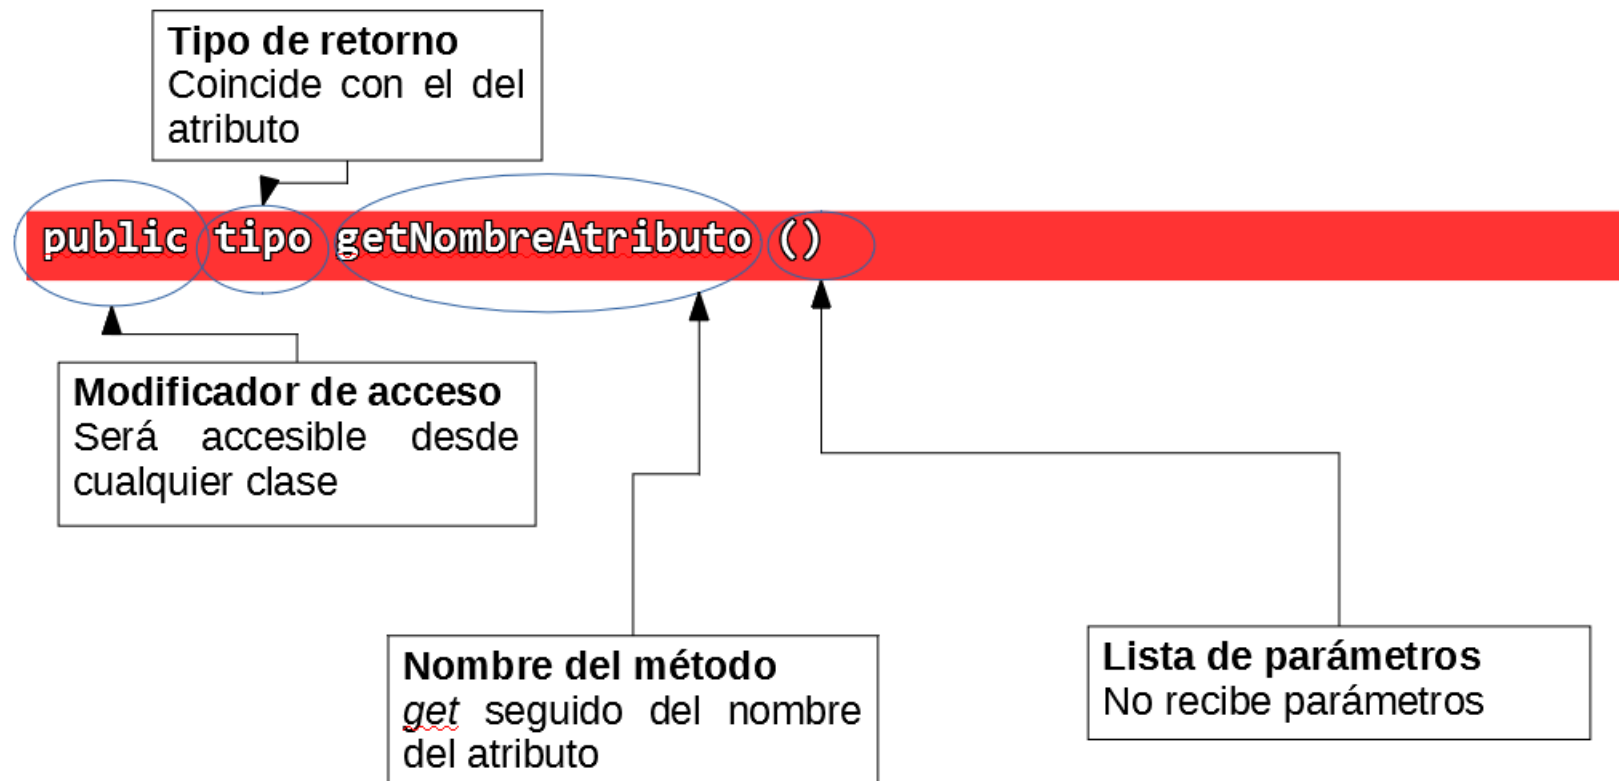 Tipo de retorno
Coincide con el del
atributo
public tipo getNombreAtributo ()
Modificador de acceso
Será accesible desde
cualquier clase
Nombre del método
get seguido del nombre
del atributo
Lista de parámetros
No recibe parámetros